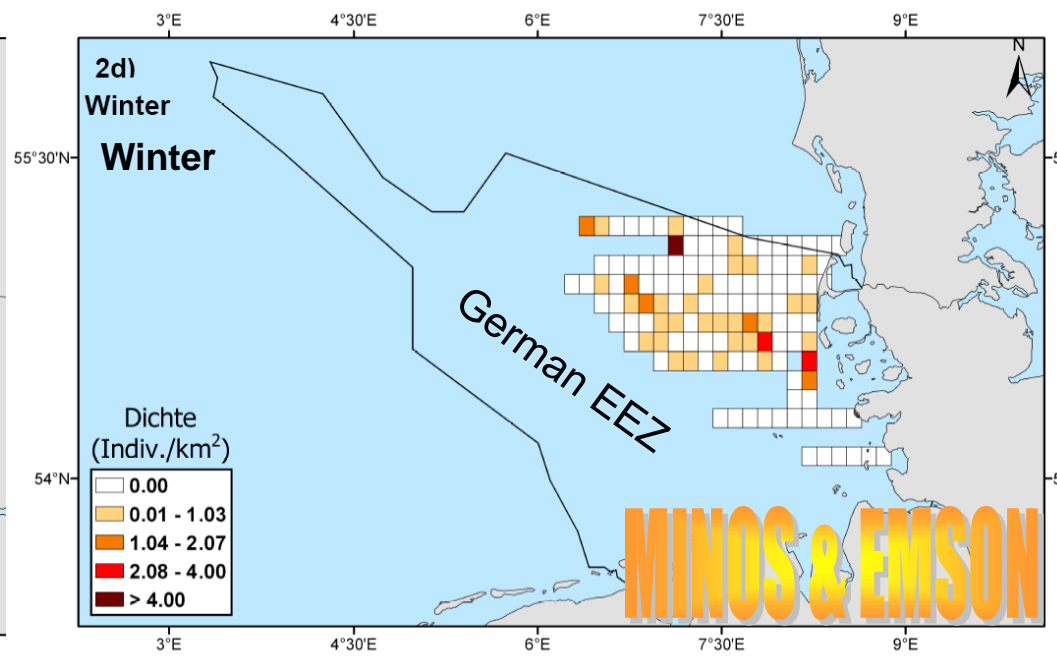 3°E 4°30'E 6°E 7°30'E 9°E
2d)
Winter
Winter
N
55°30'N
5
German EEZ
Dichte
(Indiv./km²)
0.00
0.01 - 1.03
1.04 - 2.07
2.08 - 4.00
> 4.00
54°N
5
MINOS & EMSON
3°E 4°30'E 6°E 7°30'E 9°E